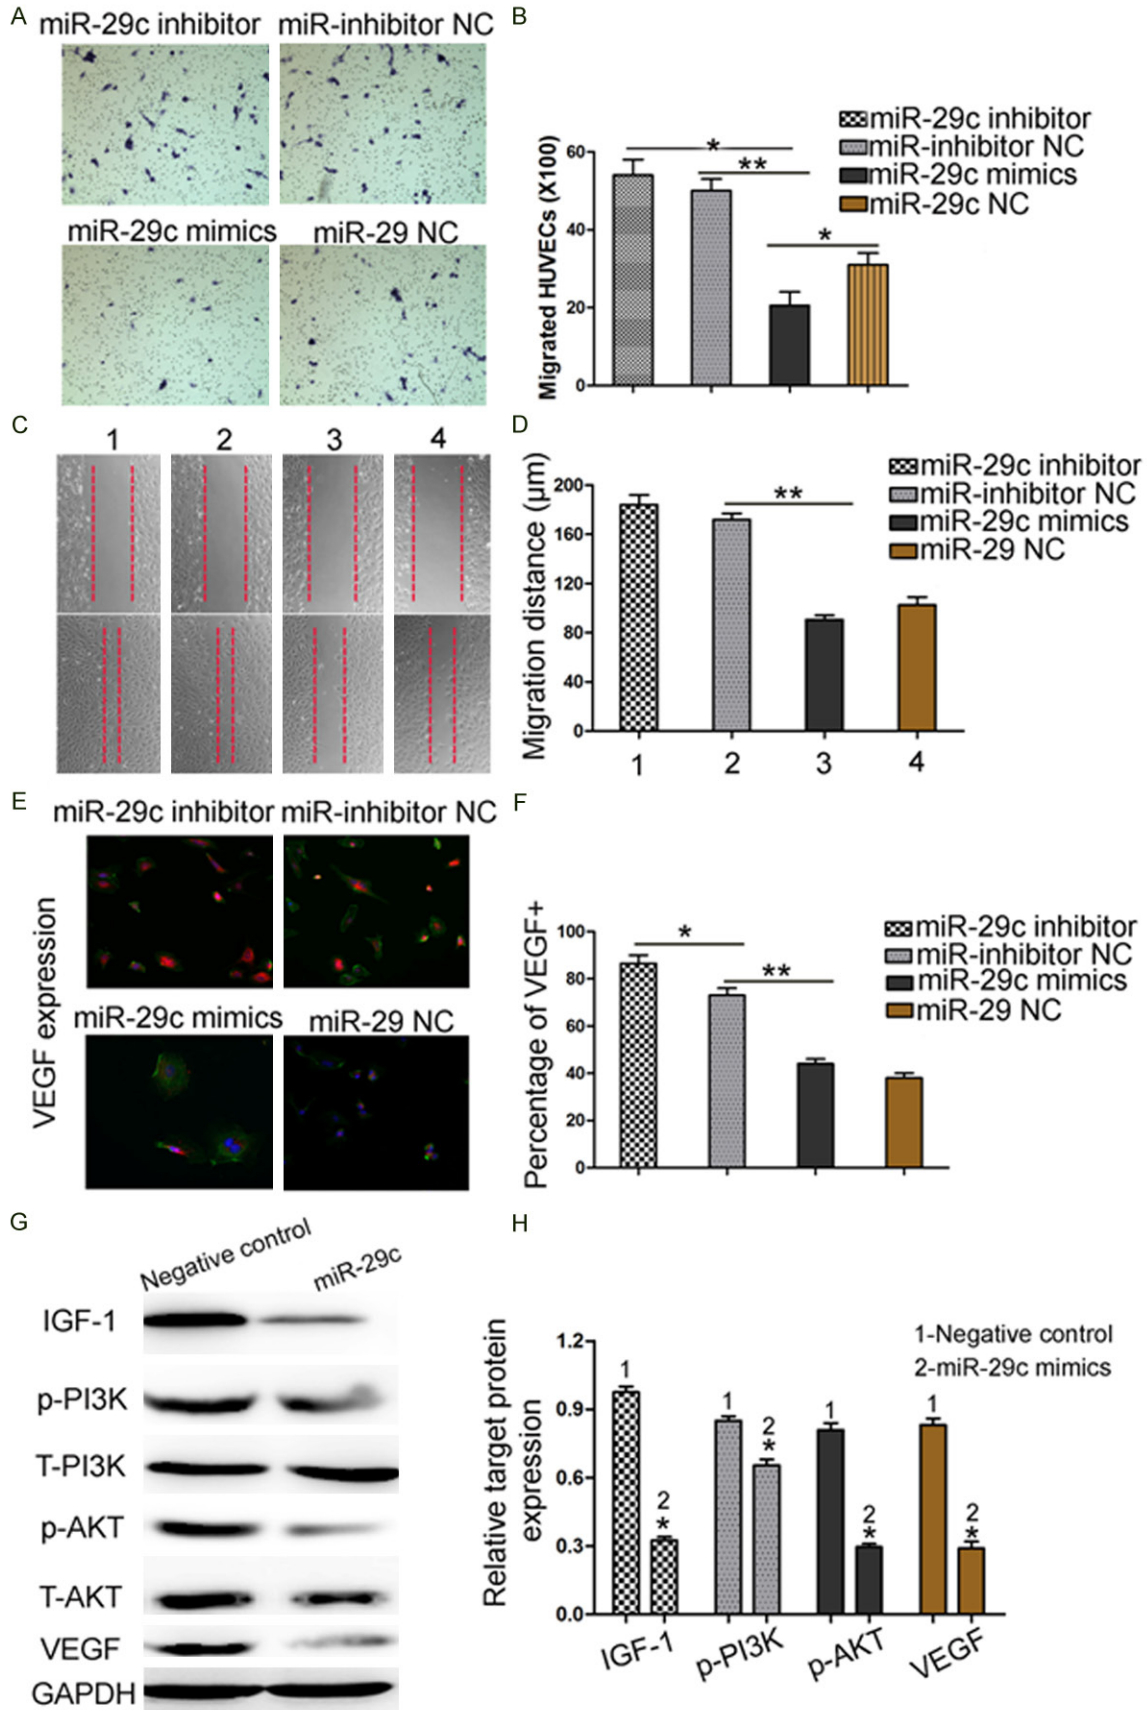 A
miR-29c inhibitor miR-inhibitor NC
miR-29c mimics miR-29 NC
B
Migrated HUVECs (X100)
60
40
20
0
*
**
*
miR-29c inhibitor
miR-inhibitor NC
miR-29c mimics
miR-29c NC
C
1 2 3 4
D
Migration distance (µm)
200
160
120
80
40
0
**
1 2 3 4
miR-29c inhibitor
miR-inhibitor NC
miR-29c mimics
miR-29 NC
E
miR-29c inhibitor miR-inhibitor NC
VEGF expression
miR-29c mimics miR-29 NC
F
Percentage of VEGF+
100
80
60
40
20
0
*
**
miR-29c inhibitor
miR-inhibitor NC
miR-29c mimics
miR-29 NC
G
Negative control miR-29c
IGF-1
p-PI3K
T-PI3K
p-AKT
T-AKT
VEGF
GAPDH
H
Relative target protein
expression
1.2
0.9
0.6
0.3
0.0
1-Negative control
2-miR-29c mimics
1 2 * 1 2 * 1 2 * 1 2 *
IGF-1 p-PI3K p-AKT VEGF